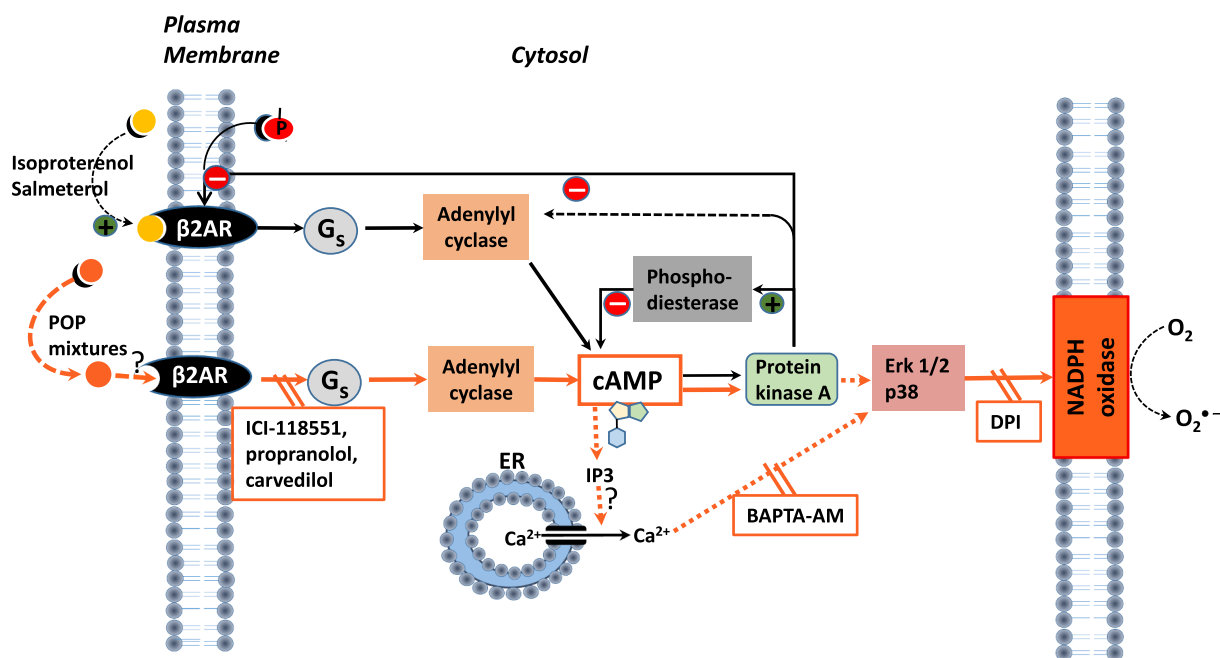 Plasma
Membrane
Cytosol
P
Isoproterenol
Salmeterol
−
−
+
β2AR
Gs
Adenylyl
cyclase
Phospho-
diesterase
−
+
POP
mixtures
?
β2AR
Gs
Adenylyl
cyclase
cAMP
Protein
kinase A
Erk 1/2
p38
DPI
NADPH
oxidase
O₂
O₂•−
ICI-118551,
propranolol,
carvedilol
ER
IP3
?
Ca²⁺
Ca²⁺
BAPTA-AM